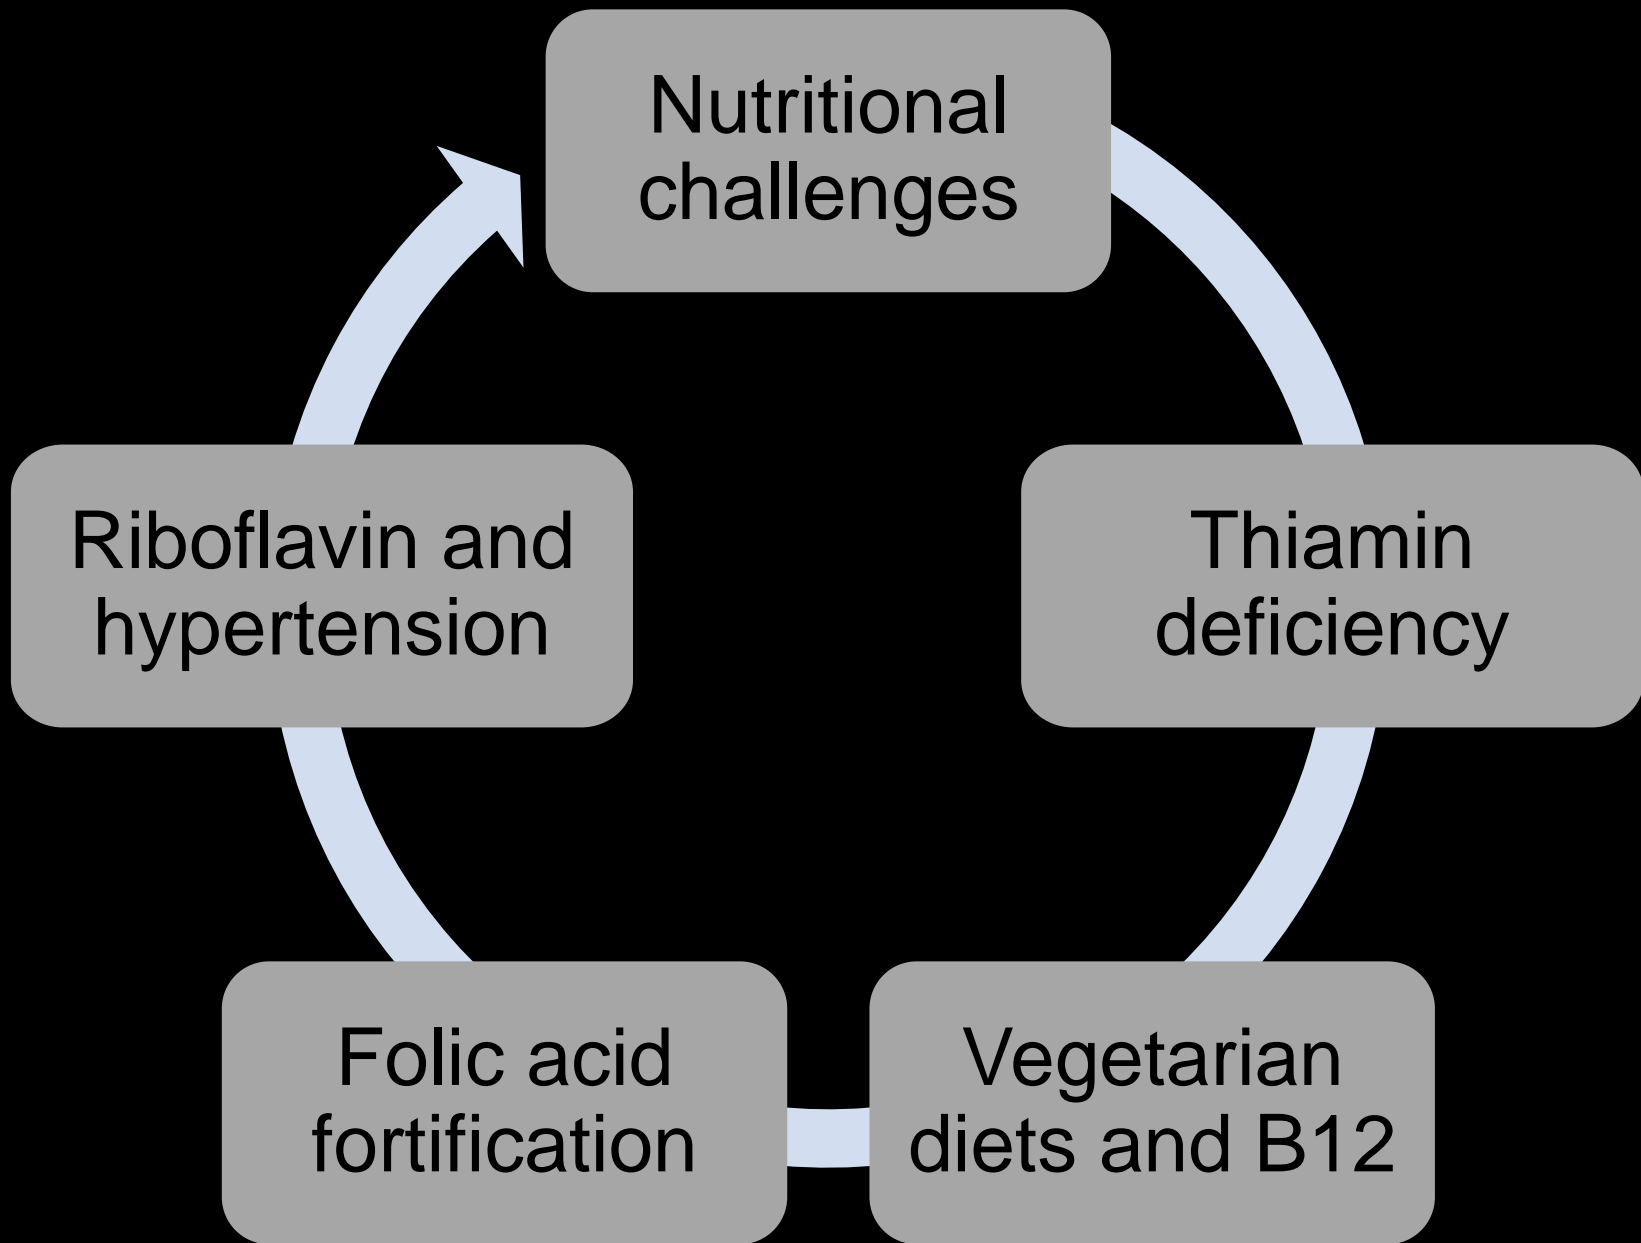 Nutritional
challenges
Thiamin
deficiency
Vegetarian
diets and B12
Folic acid
fortification
Riboflavin and
hypertension